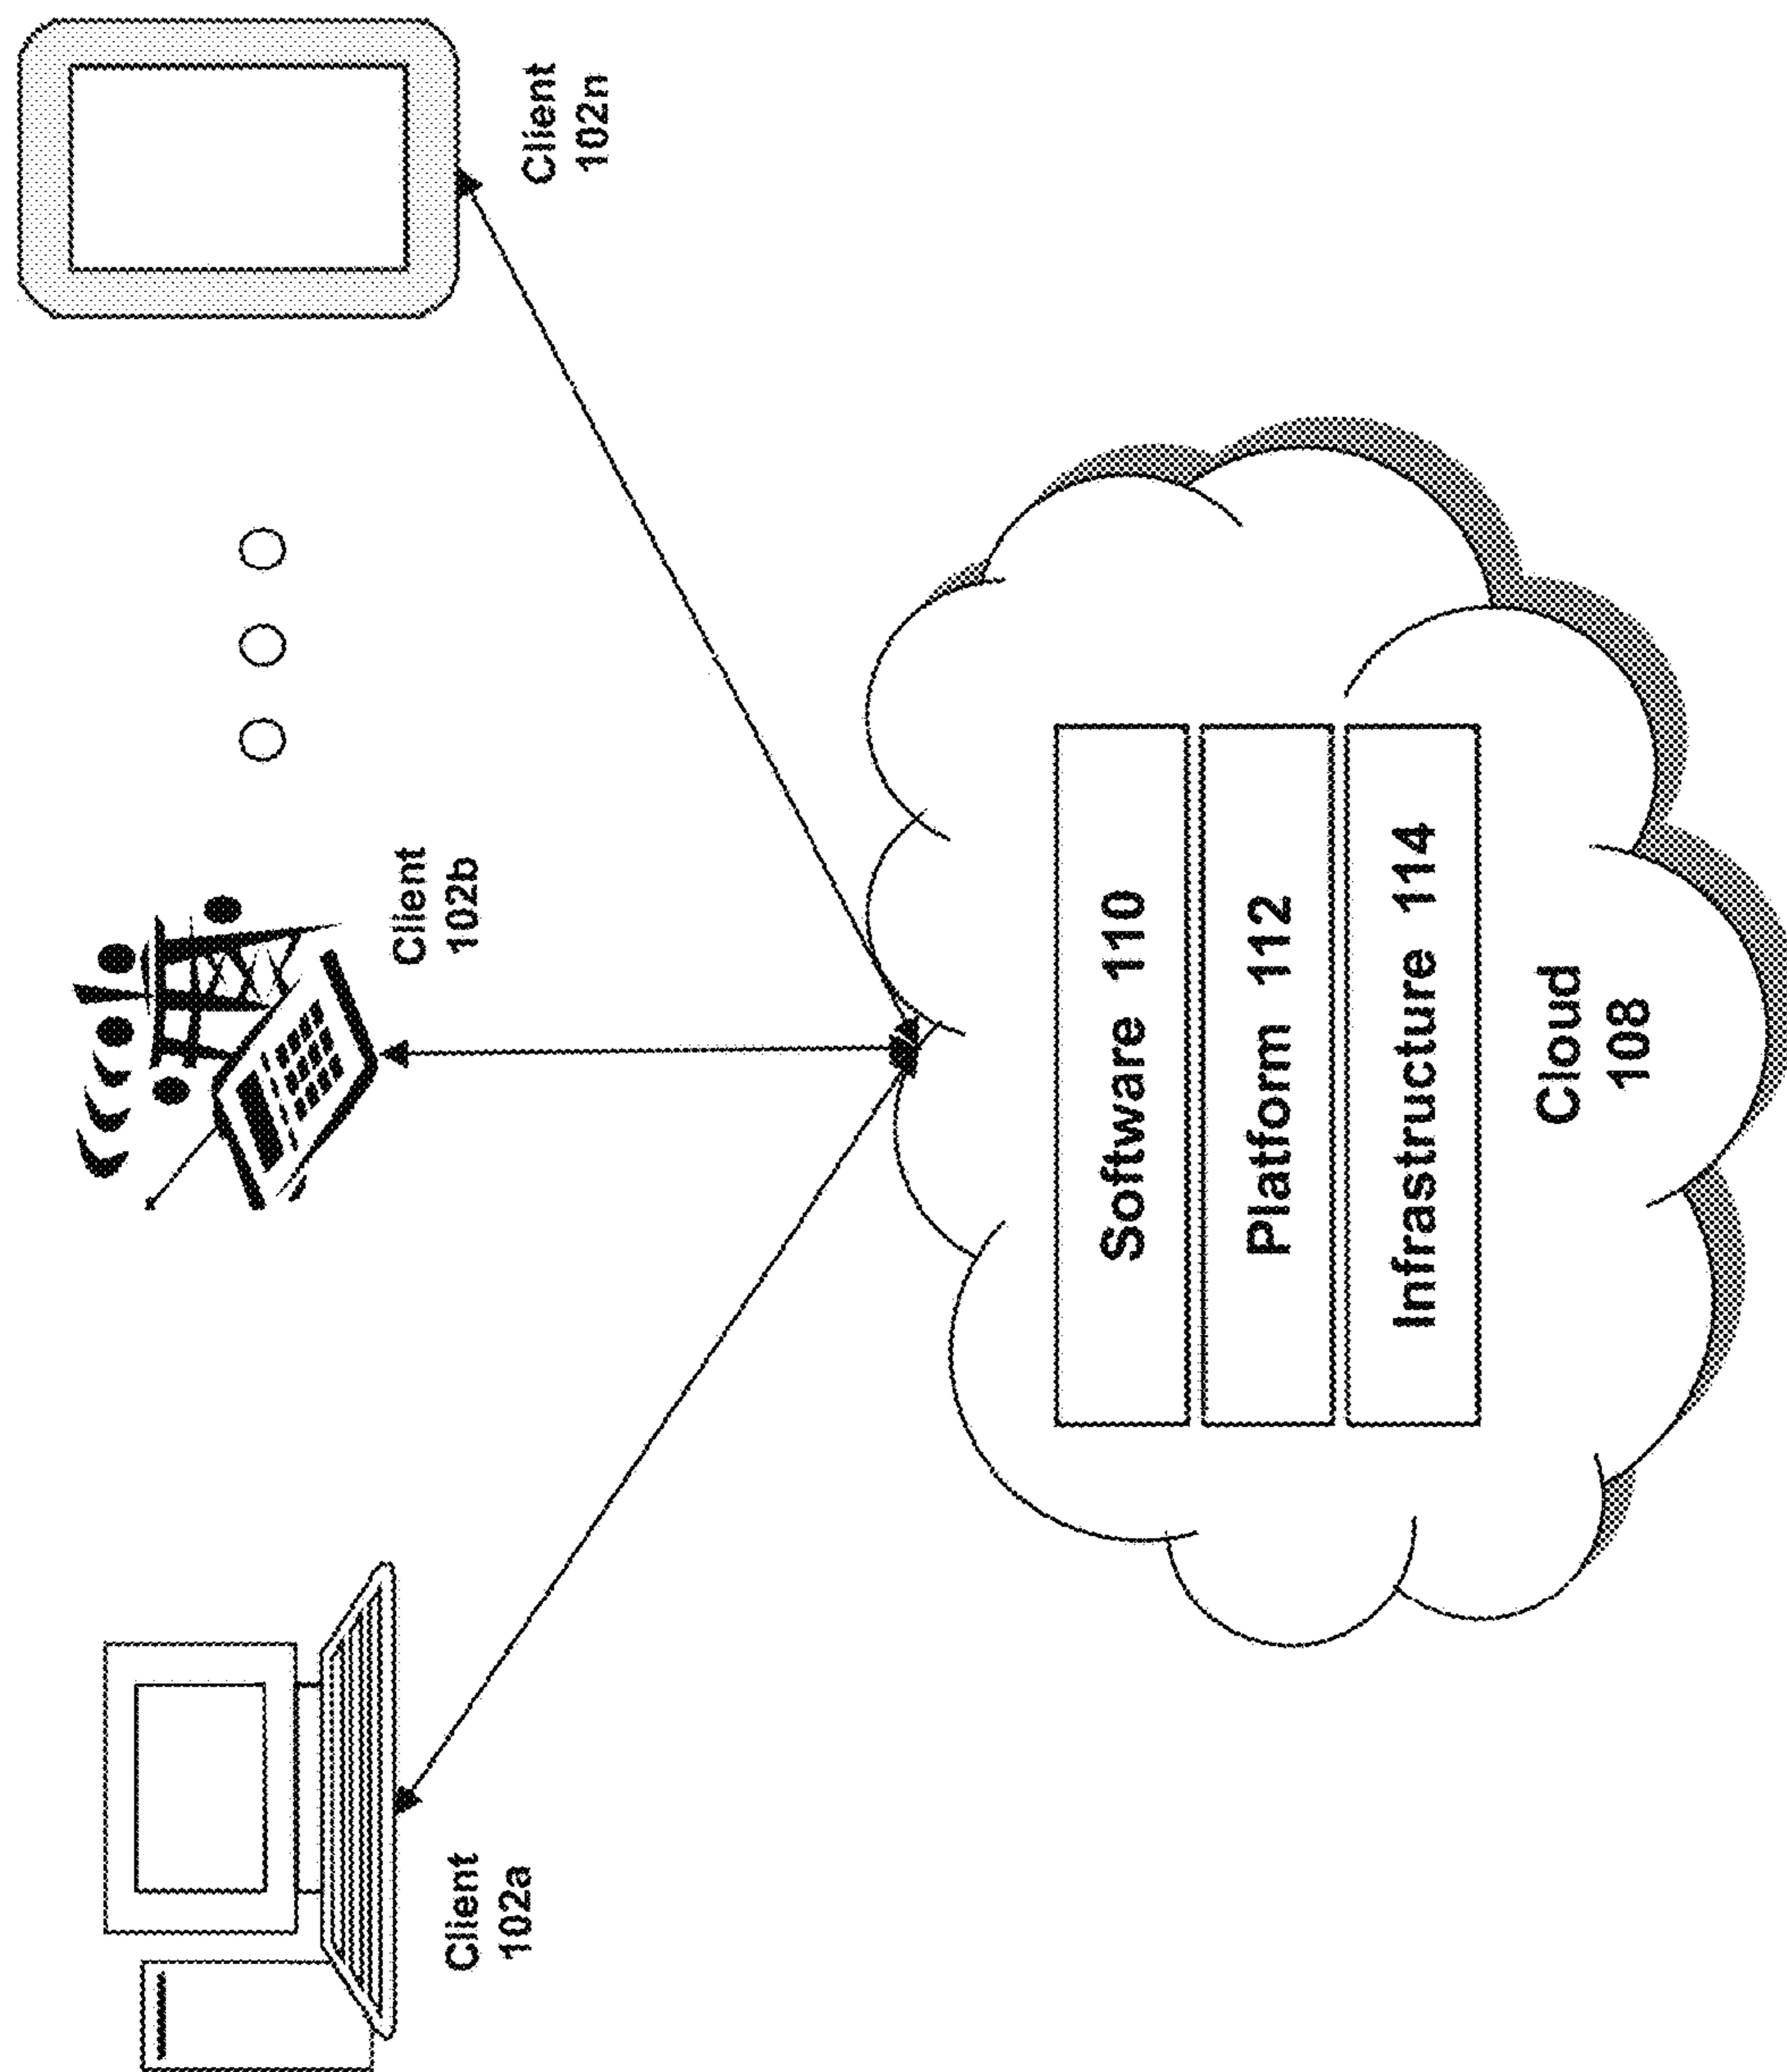 Client
102a
Client
102b
Client
102n
Software 110
Platform 112
Infrastructure 114
Cloud
108